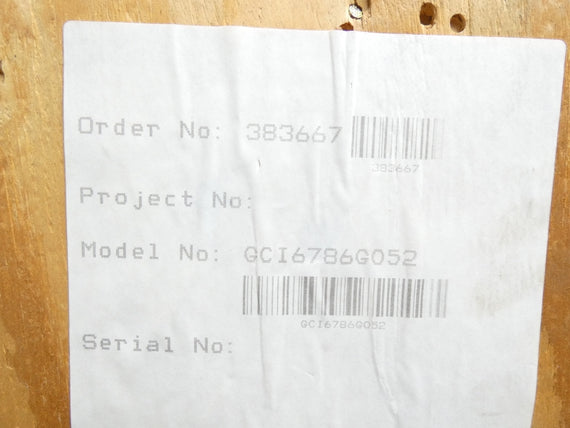 Order No: 383667
383667
Project No:
Model No: GCI6786G052
GCI6786G052
Serial No: